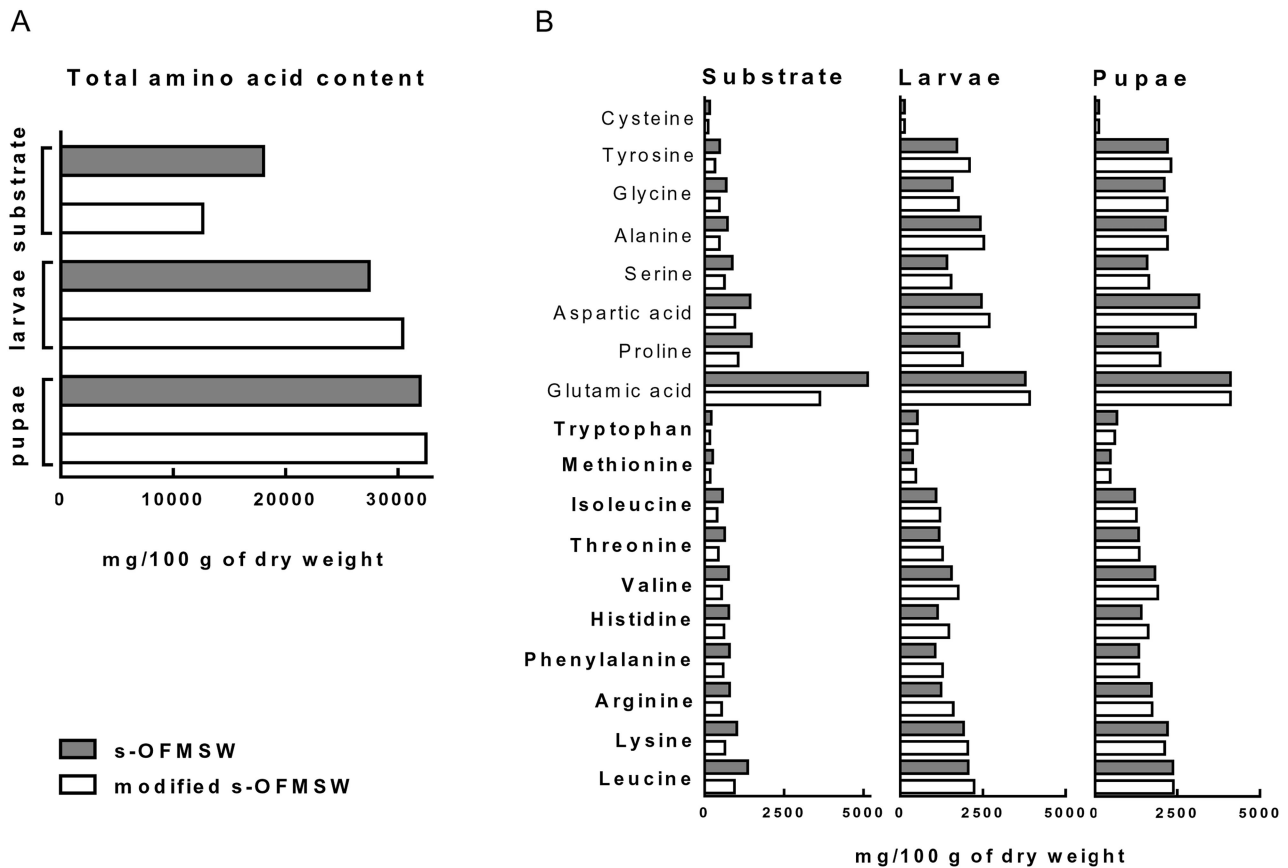 A
Total amino acid content
substrate
larvae
pupae
0 10000 20000 30000
mg/100 g of dry weight
s-OFMSW
modified s-OFMSW
B
Substrate Larvae Pupae
Cysteine
Tyrosine
Glycine
Alanine
Serine
Aspartic acid
Proline
Glutamic acid
Tryptophan
Methionine
Isoleucine
Threonine
Valine
Histidine
Phenylalanine
Arginine
Lysine
Leucine
0 2500 5000 0 2500 5000 0 2500 5000
mg/100 g of dry weight